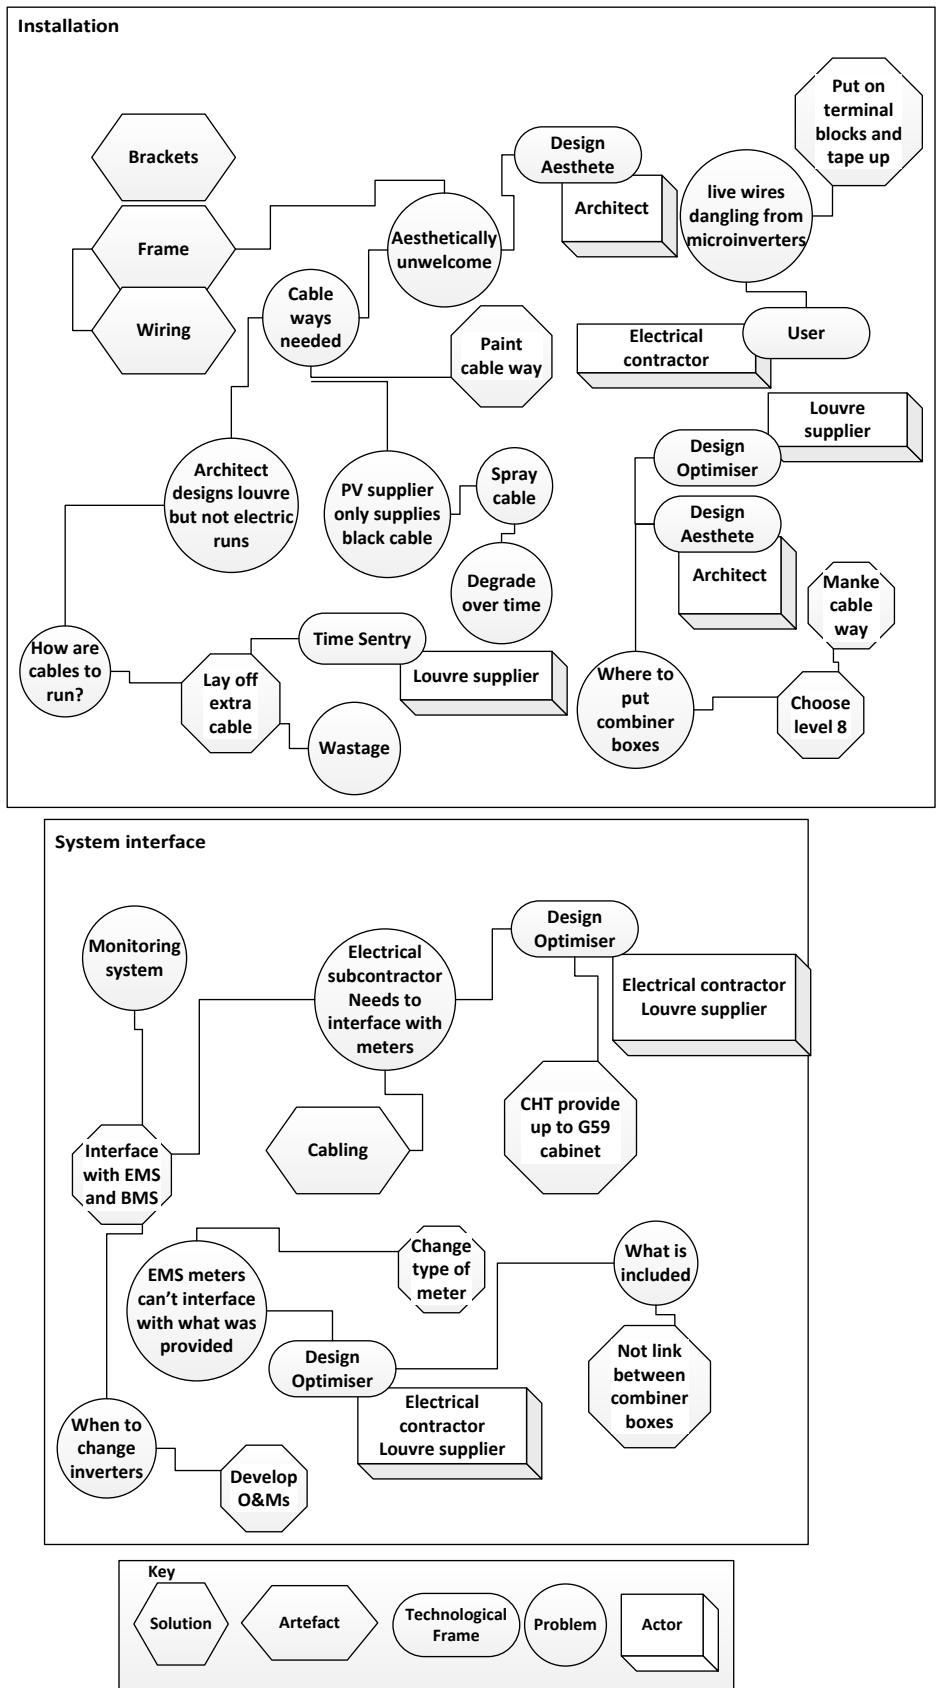 Installation
Put on
terminal
blocks and
tape up
Design
Aesthete
Architect
live wires
dangling from
microinverters
Brackets
Frame
Wiring
Aesthetically
unwelcome
Cable
ways
needed
Paint
cable way
Electrical
contractor
User
Louvre
supplier
Design
Optimiser
Design
Aesthete
Architect
Architect
designs louvre
but not electric
runs
PV supplier
only supplies
black cable
Spray
cable
Degrade
over time
Manke
cable
way
How are
cables to
run?
Lay off
extra
cable
Time Sentry
Louvre supplier
Wastage
Where to
put
combiner
boxes
Choose
level 8
System interface
Monitoring
system
Electrical
subcontractor
Needs to
interface with
meters
Design
Optimiser
Electrical contractor
Louvre supplier
CHT provide
up to G59
cabinet
Cabling
Interface
with EMS
and BMS
EMS meters
can’t interface
with what was
provided
Change
type of
meter
What is
included
Design
Optimiser
Electrical
contractor
Louvre supplier
Not link
between
combiner
boxes
When to
change
inverters
Develop
O&Ms
Key
Solution
Artefact
Technological
Frame
Problem
Actor